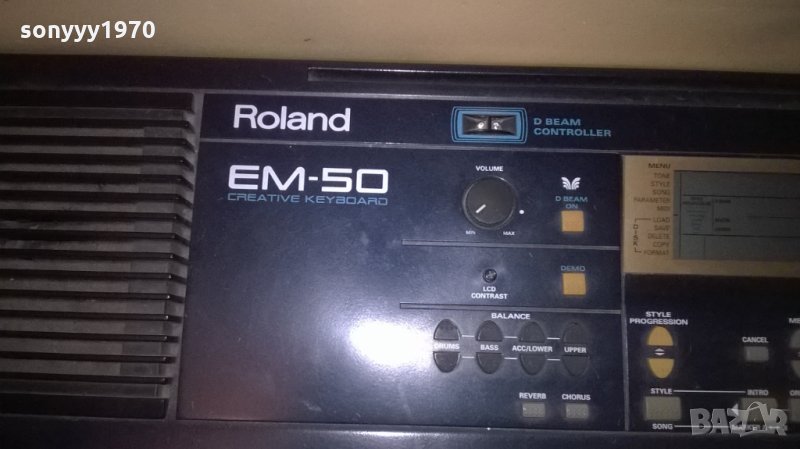 sonyyy1970
Roland
D BEAM
CONTROLLER
EM-50
CREATIVE KEYBOARD
VOLUME
MIN MAX
D BEAM
ON
LCD
CONTRAST
DEMO
BALANCE
DRUMS BASS ACC/LOWER UPPER
REVERB CHORUS
MENU
TONE
STYLE
SONG
PARAMETER
MIDI
DISK
LOAD
SAVE
DELETE
COPY
FORMAT
STYLE
PROGRESSION
CANCEL
STYLE
SONG
INTRO
BAZAR